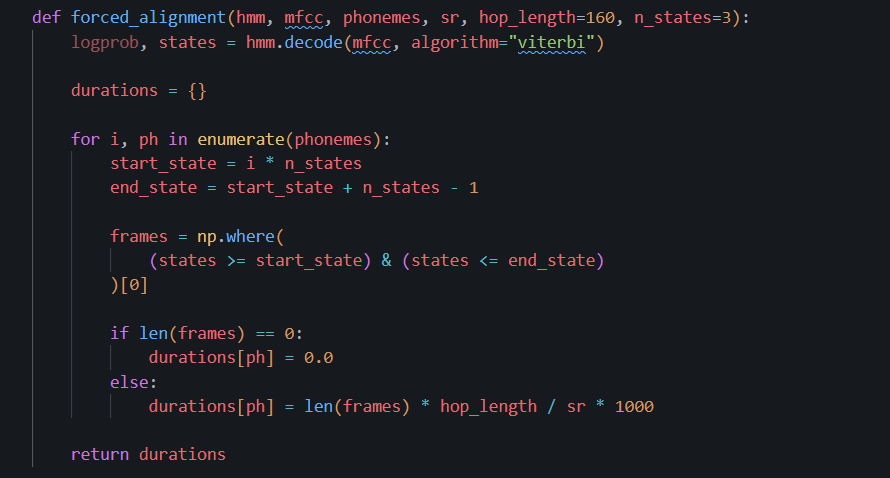 def forced_alignment(hmm, mfcc, phonemes, sr, hop_length=160, n_states=3):
    logprob, states = hmm.decode(mfcc, algorithm="viterbi")

    durations = {}

    for i, ph in enumerate(phonemes):
        start_state = i * n_states
        end_state = start_state + n_states - 1

        frames = np.where(
            (states >= start_state) & (states <= end_state)
        )[0]

        if len(frames) == 0:
            durations[ph] = 0.0
        else:
            durations[ph] = len(frames) * hop_length / sr * 1000

    return durations